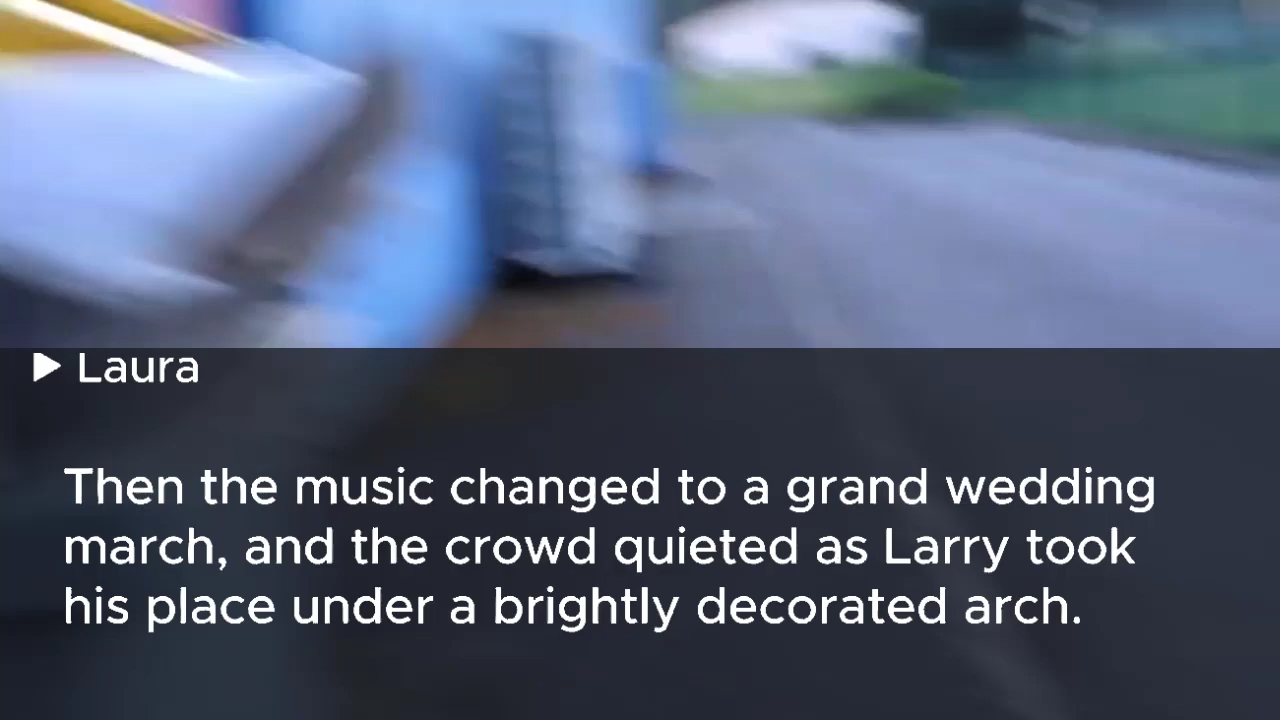 Laura
Then the music changed to a grand wedding
march, and the crowd quieted as Larry took
his place under a brightly decorated arch.